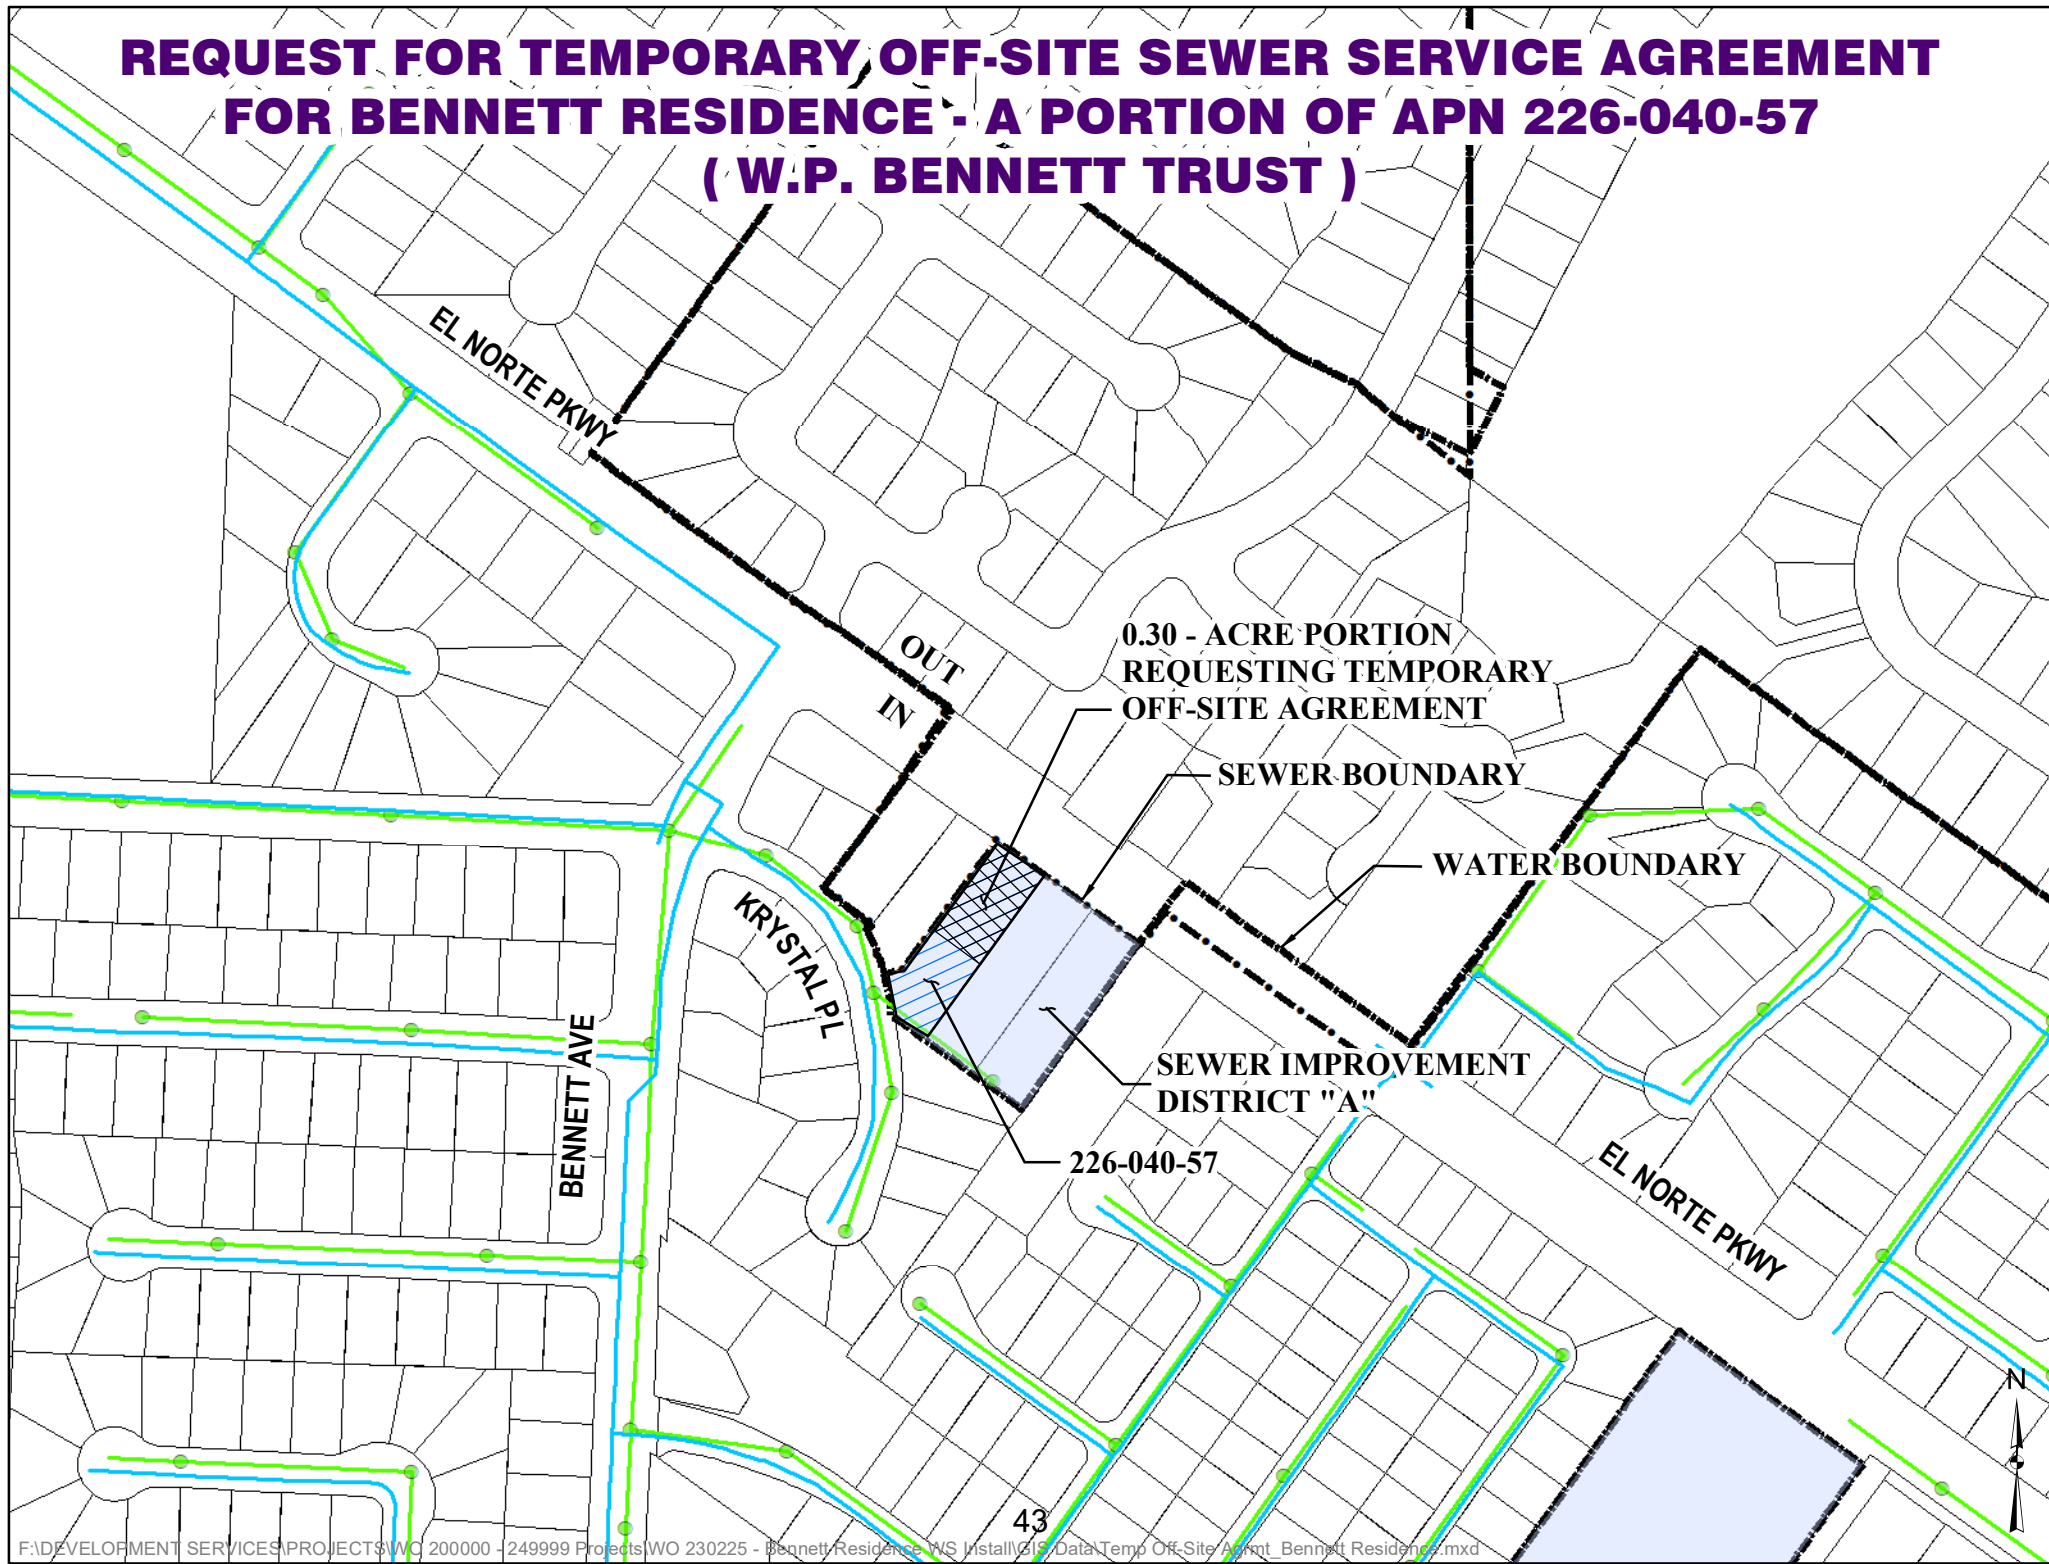 REQUEST FOR TEMPORARY OFF-SITE SEWER SERVICE AGREEMENT
FOR BENNETT RESIDENCE - A PORTION OF APN 226-040-57
( W.P. BENNETT TRUST )
EL NORTE PKWY
OUT
IN
0.30 - ACRE PORTION
REQUESTING TEMPORARY
OFF-SITE AGREEMENT
SEWER BOUNDARY
WATER BOUNDARY
KRYSTAL PL
BENNETT AVE
SEWER IMPROVEMENT
DISTRICT "A"
226-040-57
EL NORTE PKWY
N
43
F:\DEVELOPMENT SERVICES\PROJECTS\WO 200000 - 249999 Projects\WO 230225 - Bennett Residence WS Install\GIS Data\Temp Off-Site Agrmt_Bennett Residence.mxd